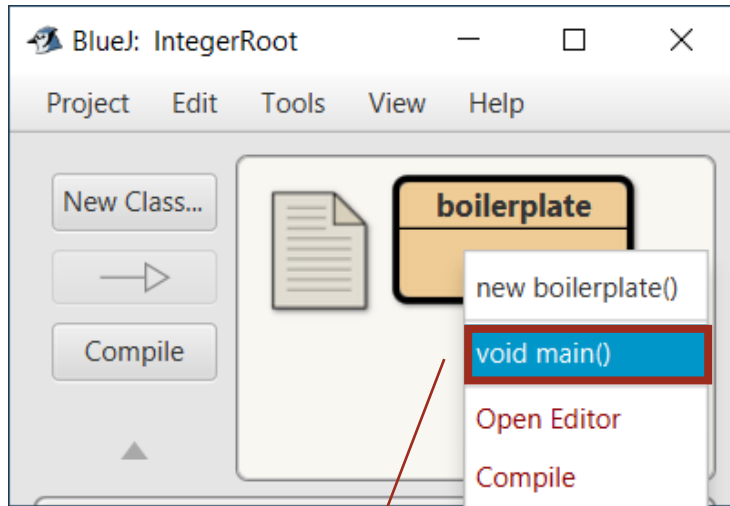 BlueJ: IntegerRoot
Project Edit Tools View Help
New Class...
Compile
boilerplate
new boilerplate()
void main()
Open Editor
Compile